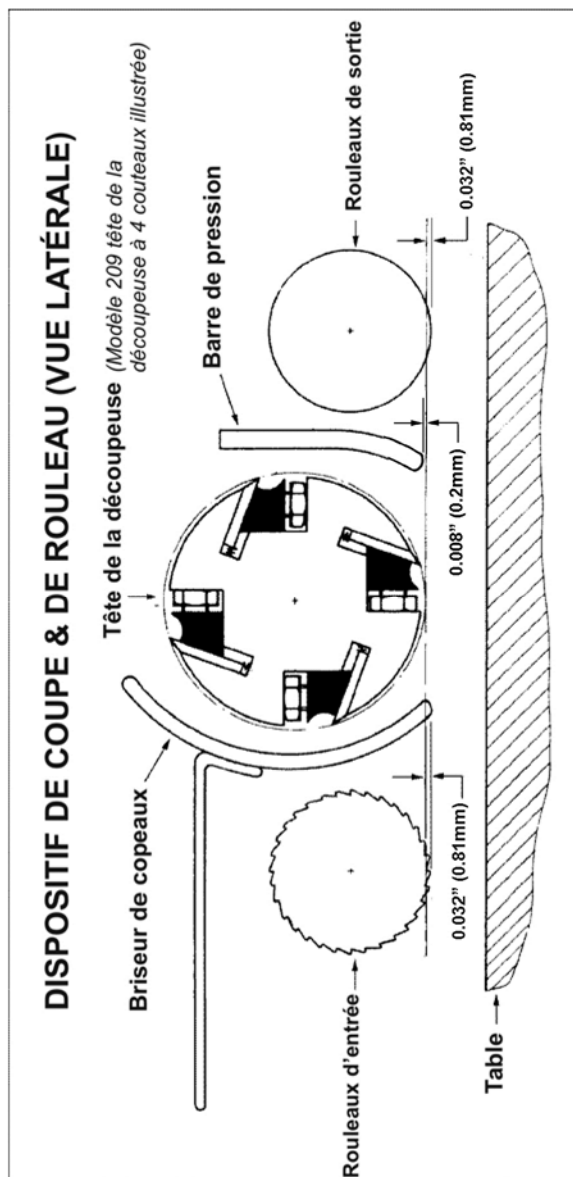 DISPOSITIF DE COUPE & DE ROULEAU (VUE LATÉRALE)
Tête de la découpeuse (Modèle 209 tête de la
découpeuse à 4 couteaux illustrée)
Briseur de copeaux
Barre de pression
Rouleaux d'entrée
Rouleaux de sortie
0.032" (0.81mm)
0.008" (0.2mm)
0.032" (0.81mm)
Table